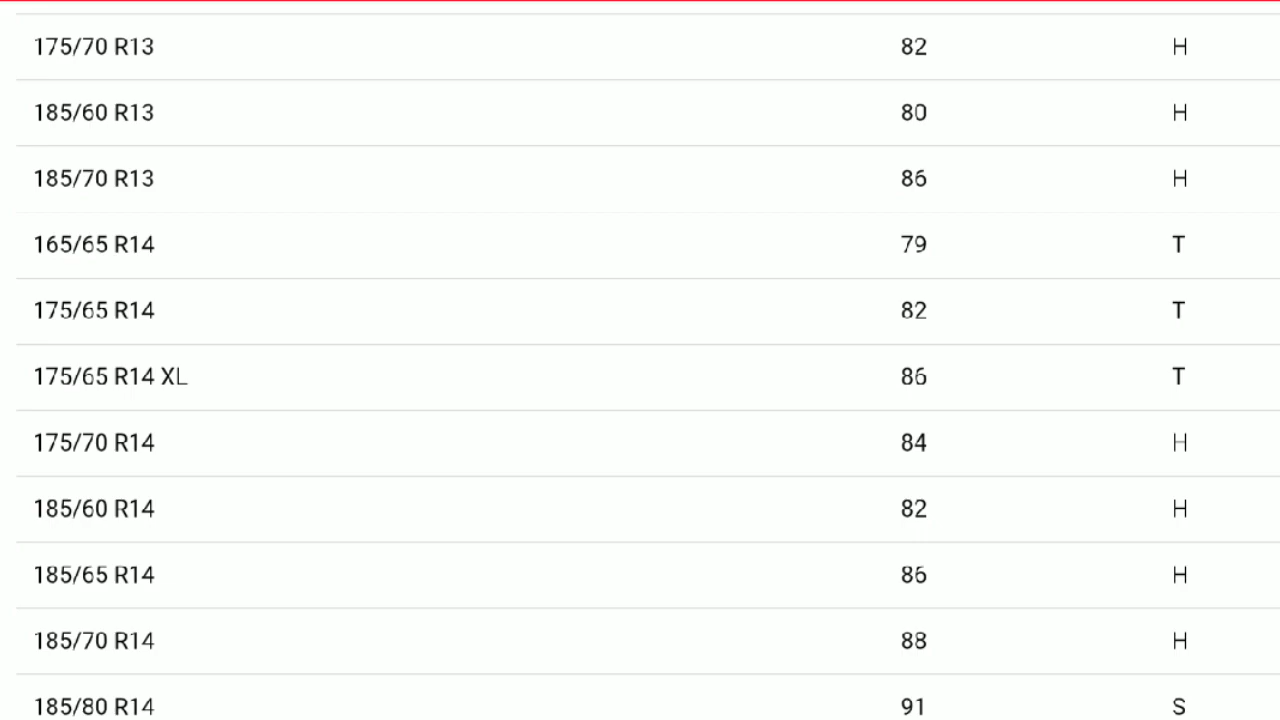 175/70 R13 82 H
185/60 R13 80 H
185/70 R13 86 H
165/65 R14 79 T
175/65 R14 82 T
175/65 R14 XL 86 T
175/70 R14 84 H
185/60 R14 82 H
185/65 R14 86 H
185/70 R14 88 H
185/80 R14 91 S